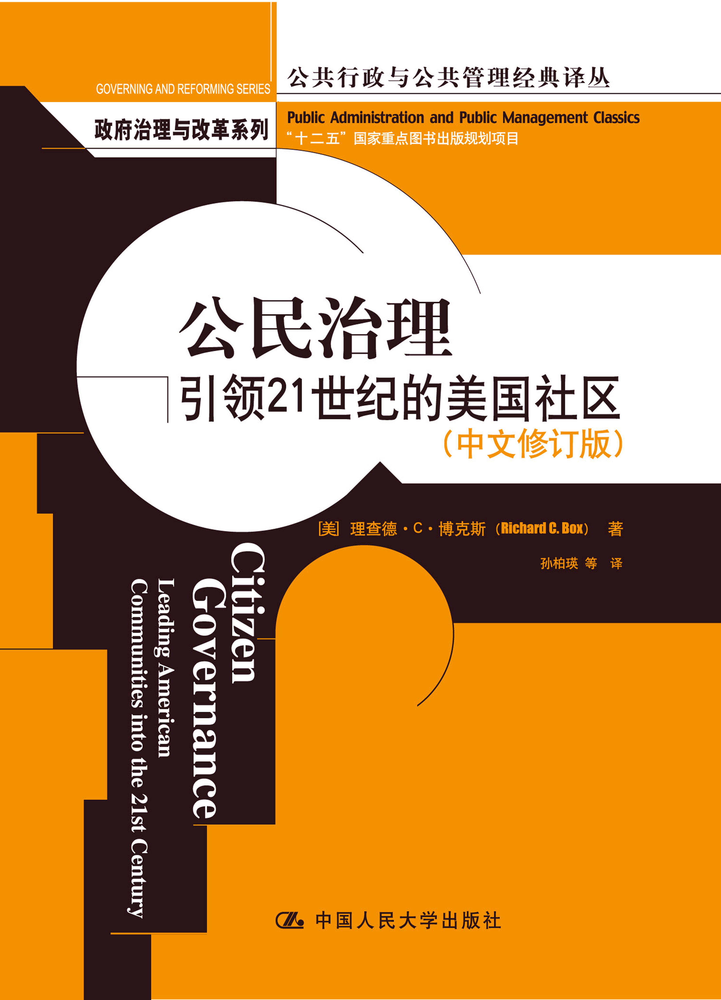 公共行政与公共管理经典译丛
GOVERNING AND REFORMING SERIES
Public Administration and Public Management Classics
政府治理与改革系列
“十二五”国家重点图书出版规划项目
公民治理
引领21世纪的美国社区
(中文修订版)
[美] 理查德·C·博克斯 (Richard C. Box) 著
孙柏瑛 等 译
Citizen
Governance
Leading American
Communities into the 21st Century
中国人民大学出版社